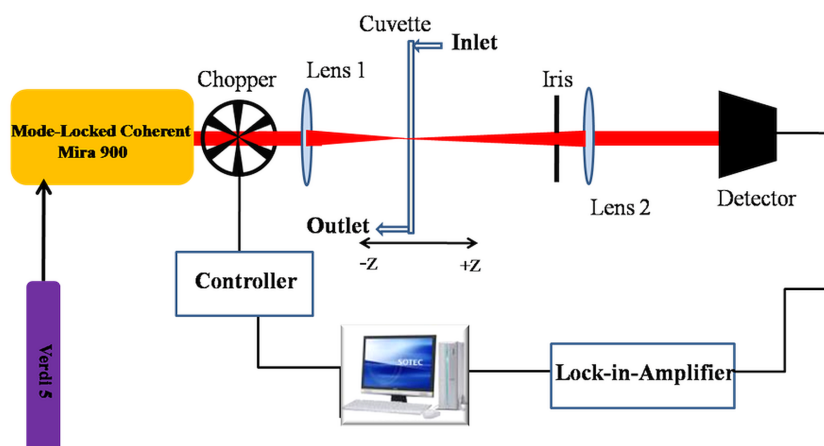 Cuvette
Inlet
Chopper
Lens 1
Iris
Mode-Locked Coherent
Mira 900
Lens 2
Detector
Outlet
-z
+z
Controller
Verdi 5
SOTEC
Lock-in-Amplifier